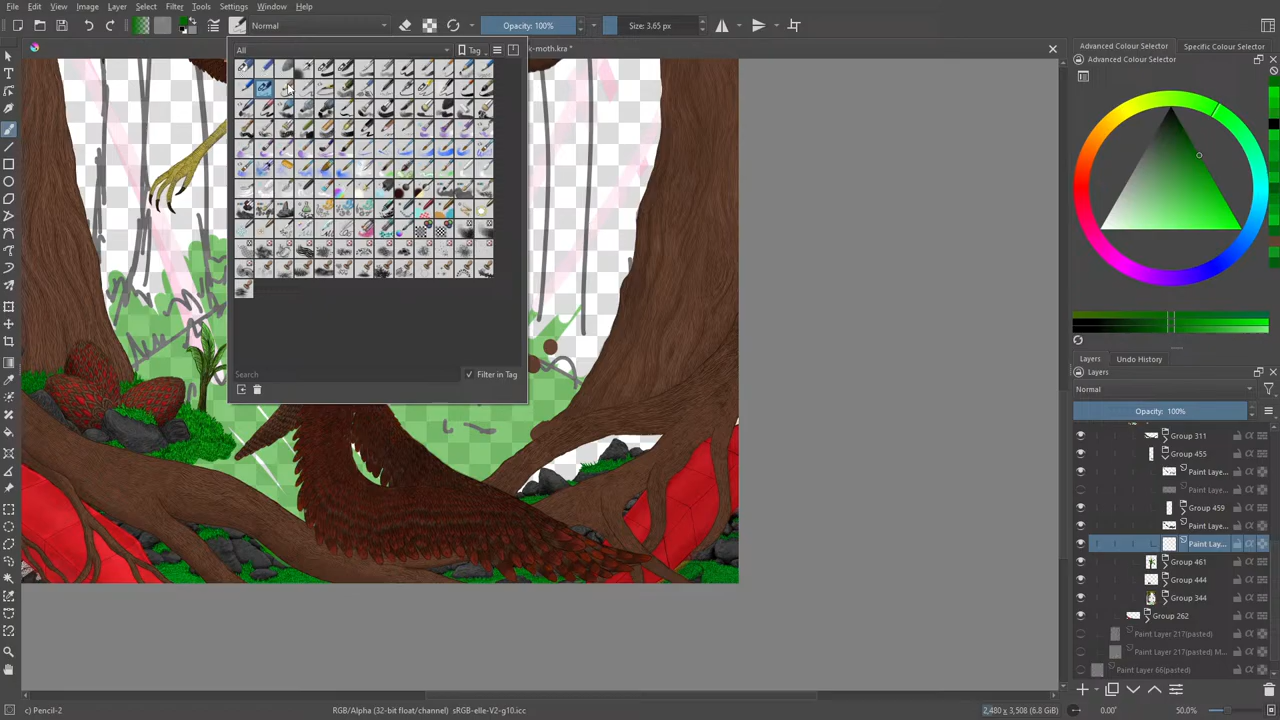 File Edit View Image Layer Select Filter Tools Settings Window Help
Normal
Opacity: 100%
Size: 3.65 px
k-moth.kra *
All
Tag
Search
Filter in Tag
Advanced Colour Selector
Specific Colour Selector
Advanced Colour Selector
Layers
Undo History
Layers
Normal
Opacity: 100%
Group 311
Group 455
Paint Laye...
Paint Laye...
Group 459
Paint Laye...
Paint Lay...
Group 461
Group 444
Group 344
Group 262
Paint Layer 217(pasted)
Paint Layer 217(pasted) M...
Paint Layer 66(pasted)
c) Pencil-2
RGB/Alpha (32-bit float/channel) sRGB-elle-V2-g10.icc
2,480 x 3,508 (6.8 GiB)
0.00°
50.0%